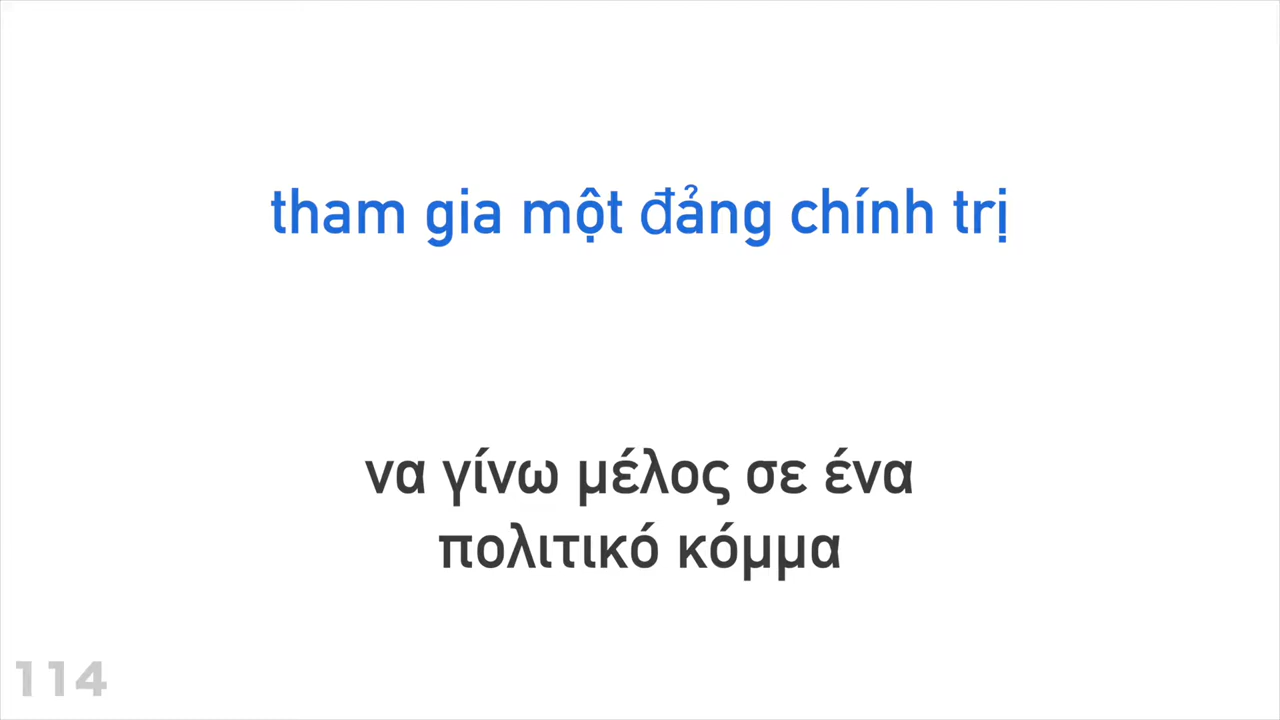 tham gia một đảng chính trị
να γίνω μέλος σε ένα
πολιτικό κόμμα
114